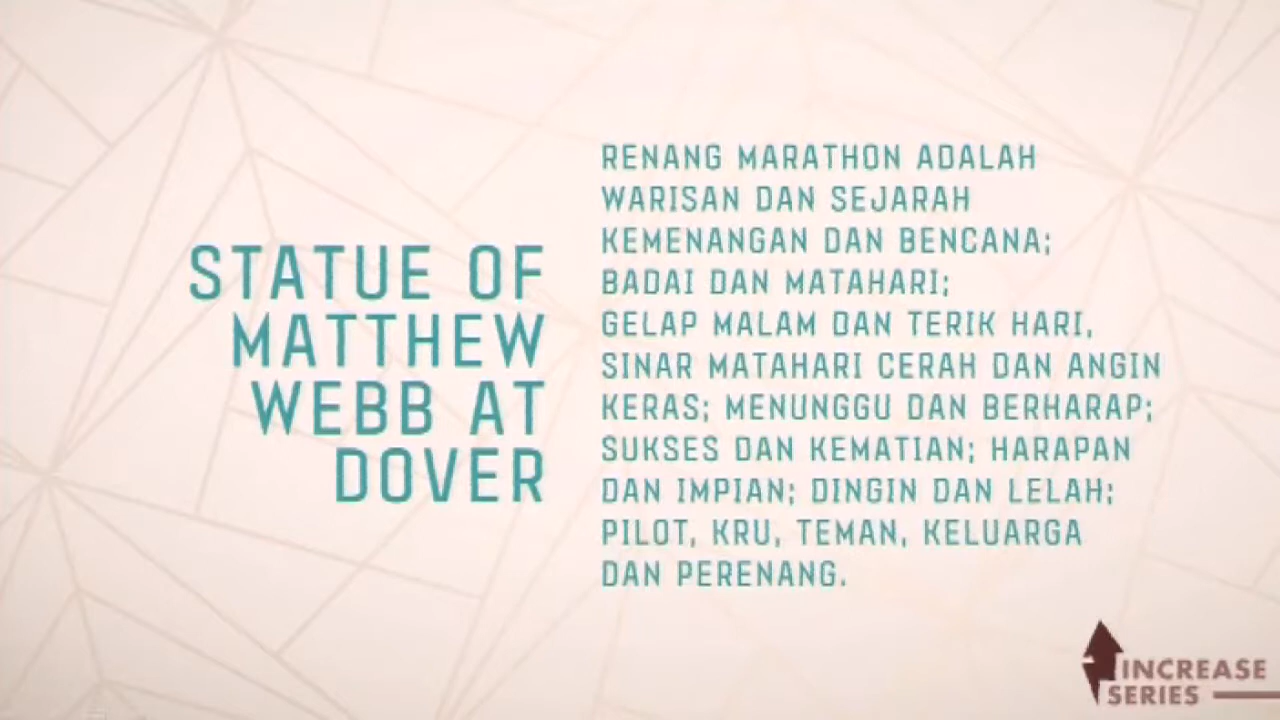 STATUE OF
MATTHEW
WEBB AT
DOVER
RENANG MARATHON ADALAH
WARISAN DAN SEJARAH
KEMENANGAN DAN BENCANA;
BADAI DAN MATAHARI;
GELAP MALAM DAN TERIK HARI,
SINAR MATAHARI CERAH DAN ANGIN
KERAS; MENUNGGU DAN BERHARAP;
SUKSES DAN KEMATIAN; HARAPAN
DAN IMPIAN; DINGIN DAN LELAH;
PILOT, KRU, TEMAN, KELUARGA
DAN PERENANG.
INCREASE
SERIES